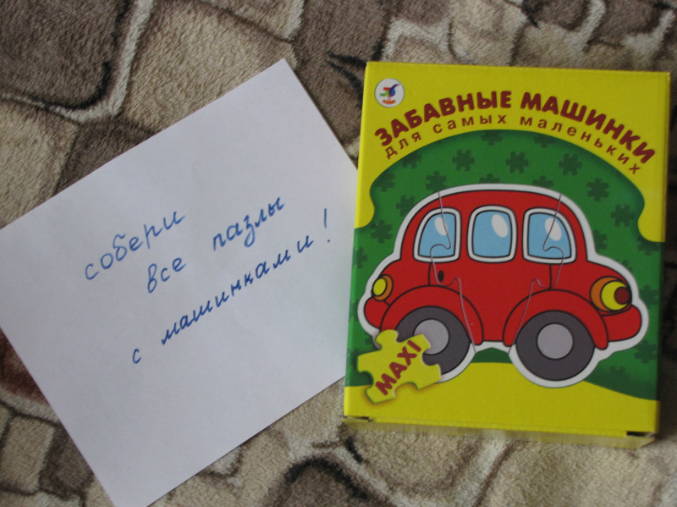 собери
все пазлы
с машинками!
ЗАБАВНЫЕ МАШИНКИ
для самых маленьких
MAXI